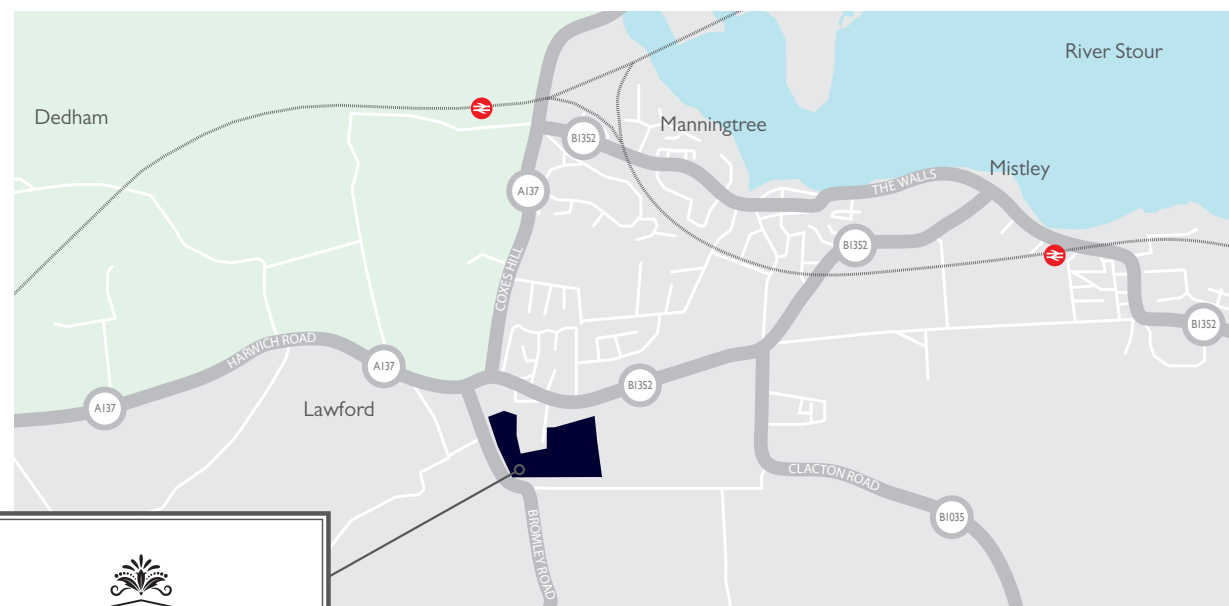 River Stour
Dedham
Manningtree
B1352
Mistley
THE WALLS
A137
B1352
COXES HILL
B1352
HARWICH ROAD
A137
B1352
A137
Lawford
CLACTON ROAD
B1035
BROMLEY ROAD